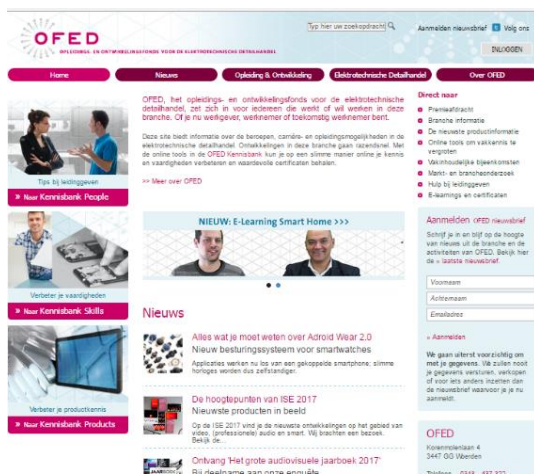 Typ hier uw zoekopdracht
Aanmelden nieuwsbrief
Volg ons
OFED
OPLEIDINGS- EN ONTWIKKELINGSFONDS VOOR DE ELEKTROTECHNISCHE DETAILHANDEL
INLOGGEN
Home
Nieuws
Opleiding & Ontwikkeling
Elektrotechnische Detailhandel
Over OFED
Tips bij leidinggeven
» Naar Kennisbank People
Verbeter je vaardigheden
» Naar Kennisbank Skills
Verbeter je productkennis
» Naar Kennisbank Products
OFED, het opleidings- en ontwikkelingsfonds voor de elektrotechnische
detailhandel, zet zich in voor iedereen die werkt of wil werken in deze
branche. Of je nu werkgever, werknemer of toekomstig werknemer bent.
Deze site biedt informatie over de beroepen, carrière- en opleidingsmogelijkheden in de
elektrotechnische detailhandel. Ontwikkelingen in deze branche gaan razendsnel. Met
de online tools in de OFED Kennisbank kun je op een slimme manier online je kennis
en vaardigheden verbeteren en waardevolle certificaten behalen.
>> Meer over OFED
NIEUW: E-Learning Smart Home >>>
Nieuws
Alles wat je moet weten over Adroid Wear 2.0
Nieuw besturingssysteem voor smartwatches
Applicaties werken nu los van een gekoppelde smartphone; slimme
horloges worden dus zelfstandiger.
De hoogtepunten van ISE 2017
Nieuwste producten in beeld
Op de ISE 2017 vind je de nieuwste ontwikkelingen op het gebied van
video, (professionele) audio en smart. Wij brachten een bezoek.
Bekijk de...
Ontvang 'Het grote audiovisuele jaarboek 2017'
Bij deelname aan onze enquête
Direct naar
Premieafdracht
Branche informatie
De nieuwste productinformatie
Online tools om vakkennis te
vergroten
Vakinhoudelijke bijeenkomsten
Markt- en brancheonderzoek
Hulp bij leidinggeven
E-learnings en certificaten
Aanmelden OFED nieuwsbrief
Schrijf je in en blijf op de hoogte
van nieuws uit de branche en de
activiteiten van OFED. Bekijk hier
de » laatste nieuwsbrief.
Voornaam
Achternaam
Emailadres
» Aanmelden
We gaan uiterst voorzichtig om
met je gegevens. We zullen nooit
je gegevens versturen, verkopen
of voor iets anders inzetten dan
de nieuwsbrief waarvoor je je nu
aanmeldt.
OFED
Korenmolenlaan 4
3447 GG Woerden
Telefoon 0348 - 437 322